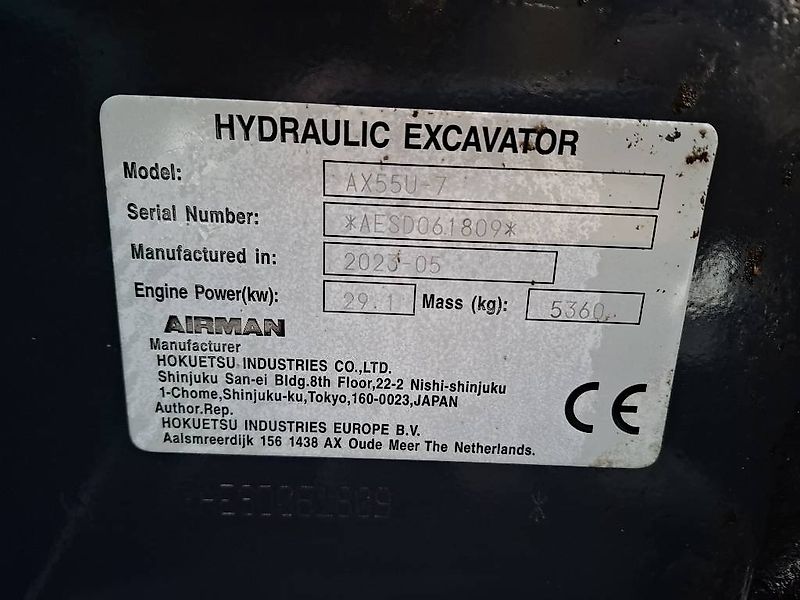 HYDRAULIC EXCAVATOR
Model: AX55U-7
Serial Number: *AESD061809*
Manufactured in: 2023-05
Engine Power(kw): 29.1 Mass (kg): 5360
AIRMAN
Manufacturer
HOKUETSU INDUSTRIES CO.,LTD.
Shinjuku San-ei Bldg.8th Floor,22-2 Nishi-shinjuku
1-Chome,Shinjuku-ku,Tokyo,160-0023,JAPAN
Author.Rep.
HOKUETSU INDUSTRIES EUROPE B.V.
Aalsmeerdijk 156 1438 AX Oude Meer The Netherlands.
CE